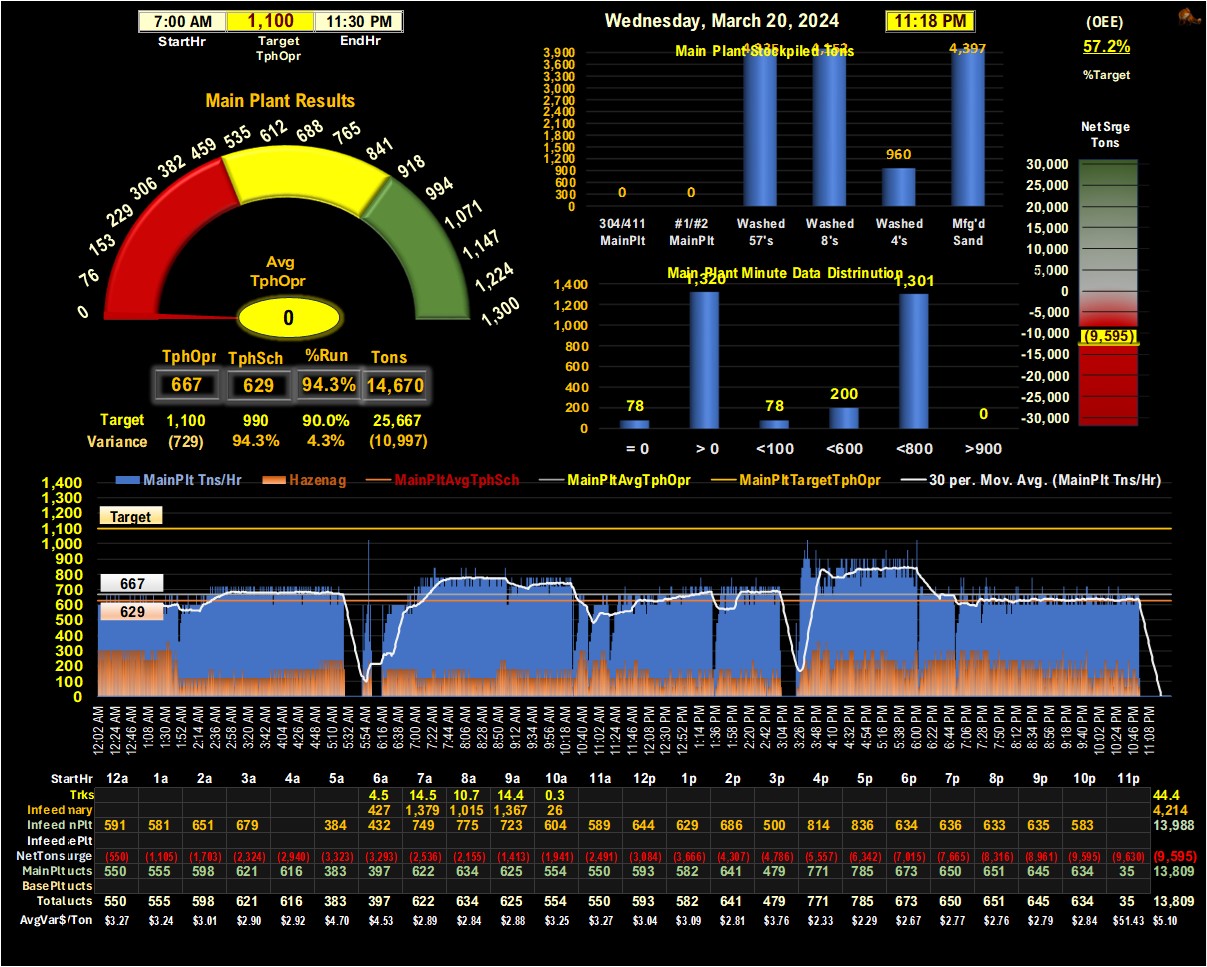 7:00 AM 1,100 11:30 PM
StartHr Target TphOpr EndHr
Wednesday, March 20, 2024 11:18 PM
(OEE)
57.2%
%Target
Main Plant Results
0 76 153 229 306 382 459 535 612 688 765 841 918 994 1,071 1,147 1,224 1,300
Avg
TphOpr
0
TphOpr TphSch %Run Tons
667 629 94.3% 14,670
Target 1,100 990 90.0% 25,667
Variance (729) 94.3% 4.3% (10,997)
Main Plant Stockpiled Tons
3,900
3,600
3,300
3,000
2,700
2,400
2,100
1,800
1,500
1,200
900
600
300
0
0 0 960 4,397
304/411 MainPlt
#1/#2 MainPlt
Washed 57's
Washed 8's
Washed 4's
Mfg'd Sand
Main Plant Minute Data Distrinution
1,400
1,200
1,000
800
600
400
200
0
78 1,320 78 200 1,301 0
= 0 > 0 <100 <600 <800 >900
Net Srge
Tons
30,000
25,000
20,000
15,000
10,000
5,000
0
-5,000
-10,000
-15,000
-20,000
-25,000
-30,000
(9,595)
MainPlt Tns/Hr Hazenag MainPltAvgTphSch MainPltAvgTphOpr MainPltTargetTphOpr 30 per. Mov. Avg. (MainPlt Tns/Hr)
1,400
1,300
1,200
1,100
1,000
900
800
700
600
500
400
300
200
100
0
Target
667
629
12:02 AM 12:24 AM 12:46 AM 1:08 AM 1:30 AM 1:52 AM 2:14 AM 2:36 AM 2:58 AM 3:20 AM 3:42 AM 4:04 AM 4:26 AM 4:48 AM 5:10 AM 5:32 AM 5:54 AM 6:16 AM 6:38 AM 7:00 AM 7:22 AM 7:44 AM 8:06 AM 8:28 AM 8:50 AM 9:12 AM 9:34 AM 9:56 AM 10:18 AM 10:40 AM 11:02 AM 11:24 AM 11:46 AM 12:08 PM 12:30 PM 12:52 PM 1:14 PM 1:36 PM 1:58 PM 2:20 PM 2:42 PM 3:04 PM 3:26 PM 3:48 PM 4:10 PM 4:32 PM 4:54 PM 5:16 PM 5:38 PM 6:00 PM 6:22 PM 6:44 PM 7:06 PM 7:28 PM 7:50 PM 8:12 PM 8:34 PM 8:56 PM 9:18 PM 9:40 PM 10:02 PM 10:24 PM 10:46 PM 11:08 PM
StartHr 12a 1a 2a 3a 4a 5a 6a 7a 8a 9a 10a 11a 12p 1p 2p 3p 4p 5p 6p 7p 8p 9p 10p 11p
Trks 4.5 14.5 10.7 14.4 0.3 44.4
Infeed nary 427 1,379 1,015 1,367 26 4,214
Infeed nPlt 591 581 651 679 384 432 749 775 723 604 589 644 629 686 500 814 836 634 636 633 635 583 13,988
Infeed ePlt
NetTons urge (550) (1,105) (1,703) (2,324) (2,940) (3,323) (3,293) (2,536) (2,155) (1,413) (1,941) (2,491) (3,084) (3,666) (4,307) (4,786) (5,557) (6,342) (7,015) (7,665) (8,316) (8,961) (9,595) (9,630) (9,595)
MainPlt ucts 550 555 598 621 616 383 397 622 634 625 554 550 593 582 641 479 771 785 673 650 651 645 634 35 13,809
BasePlt ucts
Total ucts 550 555 598 621 616 383 397 622 634 625 554 550 593 582 641 479 771 785 673 650 651 645 634 35 13,809
AvgVar$/Ton $3.27 $3.24 $3.01 $2.90 $2.92 $4.70 $4.53 $2.89 $2.84 $2.88 $3.25 $3.27 $3.04 $3.09 $2.81 $3.76 $2.33 $2.29 $2.67 $2.77 $2.76 $2.79 $2.84 $51.43 $5.10